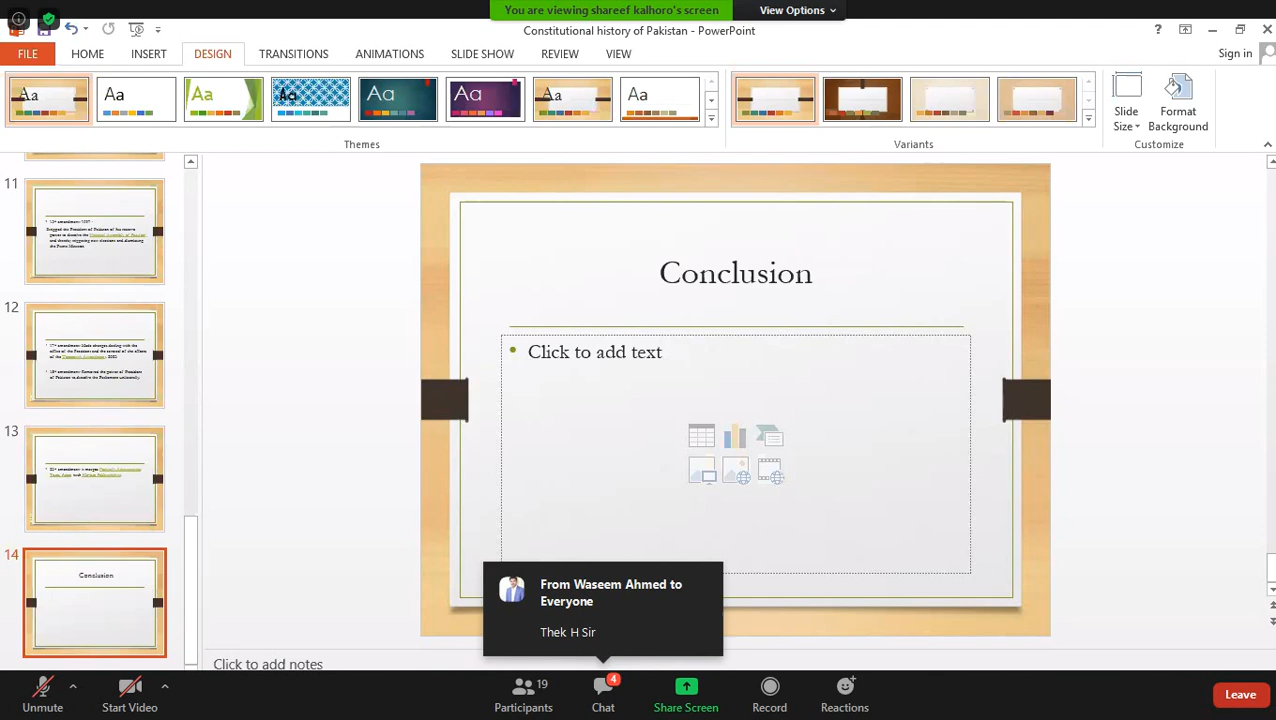 You are viewing shareef kalhoro's screen
View Options
Constitutional history of Pakistan - PowerPoint
Sign in
FILE
HOME
INSERT
DESIGN
TRANSITIONS
ANIMATIONS
SLIDE SHOW
REVIEW
VIEW
Aa
Aa
Aa
Aa
Aa
Aa
Aa
Aa
Slide
Size
Format
Background
Themes
Variants
Customize
11
12
13
14
Conclusion
Conclusion
Click to add text
From Waseem Ahmed to
Everyone
Thek H Sir
Click to add notes
Unmute
Start Video
19
Participants
4
Chat
Share Screen
Record
Reactions
Leave